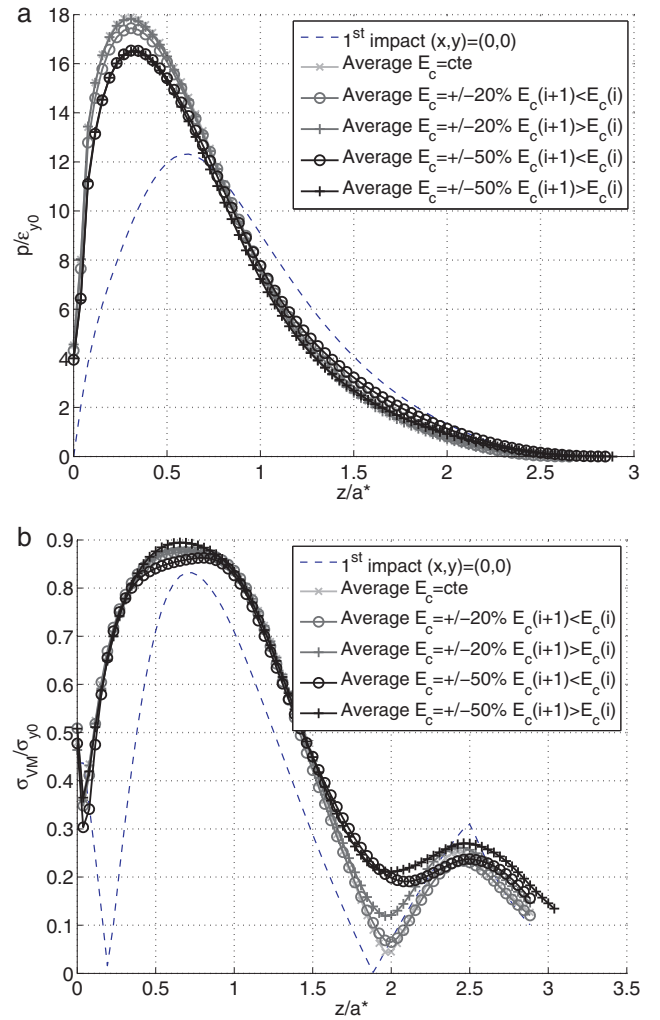 a
18
16
14
12
10
8
6
4
2
0
p/εy0
1st impact (x,y)=(0,0)
Average Ec=cte
Average Ec=+/−20% Ec(i+1)<Ec(i)
Average Ec=+/−20% Ec(i+1)>Ec(i)
Average Ec=+/−50% Ec(i+1)<Ec(i)
Average Ec=+/−50% Ec(i+1)>Ec(i)
0 0.5 1 1.5 2 2.5 3
z/a*
b
0.9
0.8
0.7
0.6
0.5
0.4
0.3
0.2
0.1
0
σVM/σy0
1st impact (x,y)=(0,0)
Average Ec=cte
Average Ec=+/−20% Ec(i+1)<Ec(i)
Average Ec=+/−20% Ec(i+1)>Ec(i)
Average Ec=+/−50% Ec(i+1)<Ec(i)
Average Ec=+/−50% Ec(i+1)>Ec(i)
0 0.5 1 1.5 2 2.5 3 3.5
z/a*